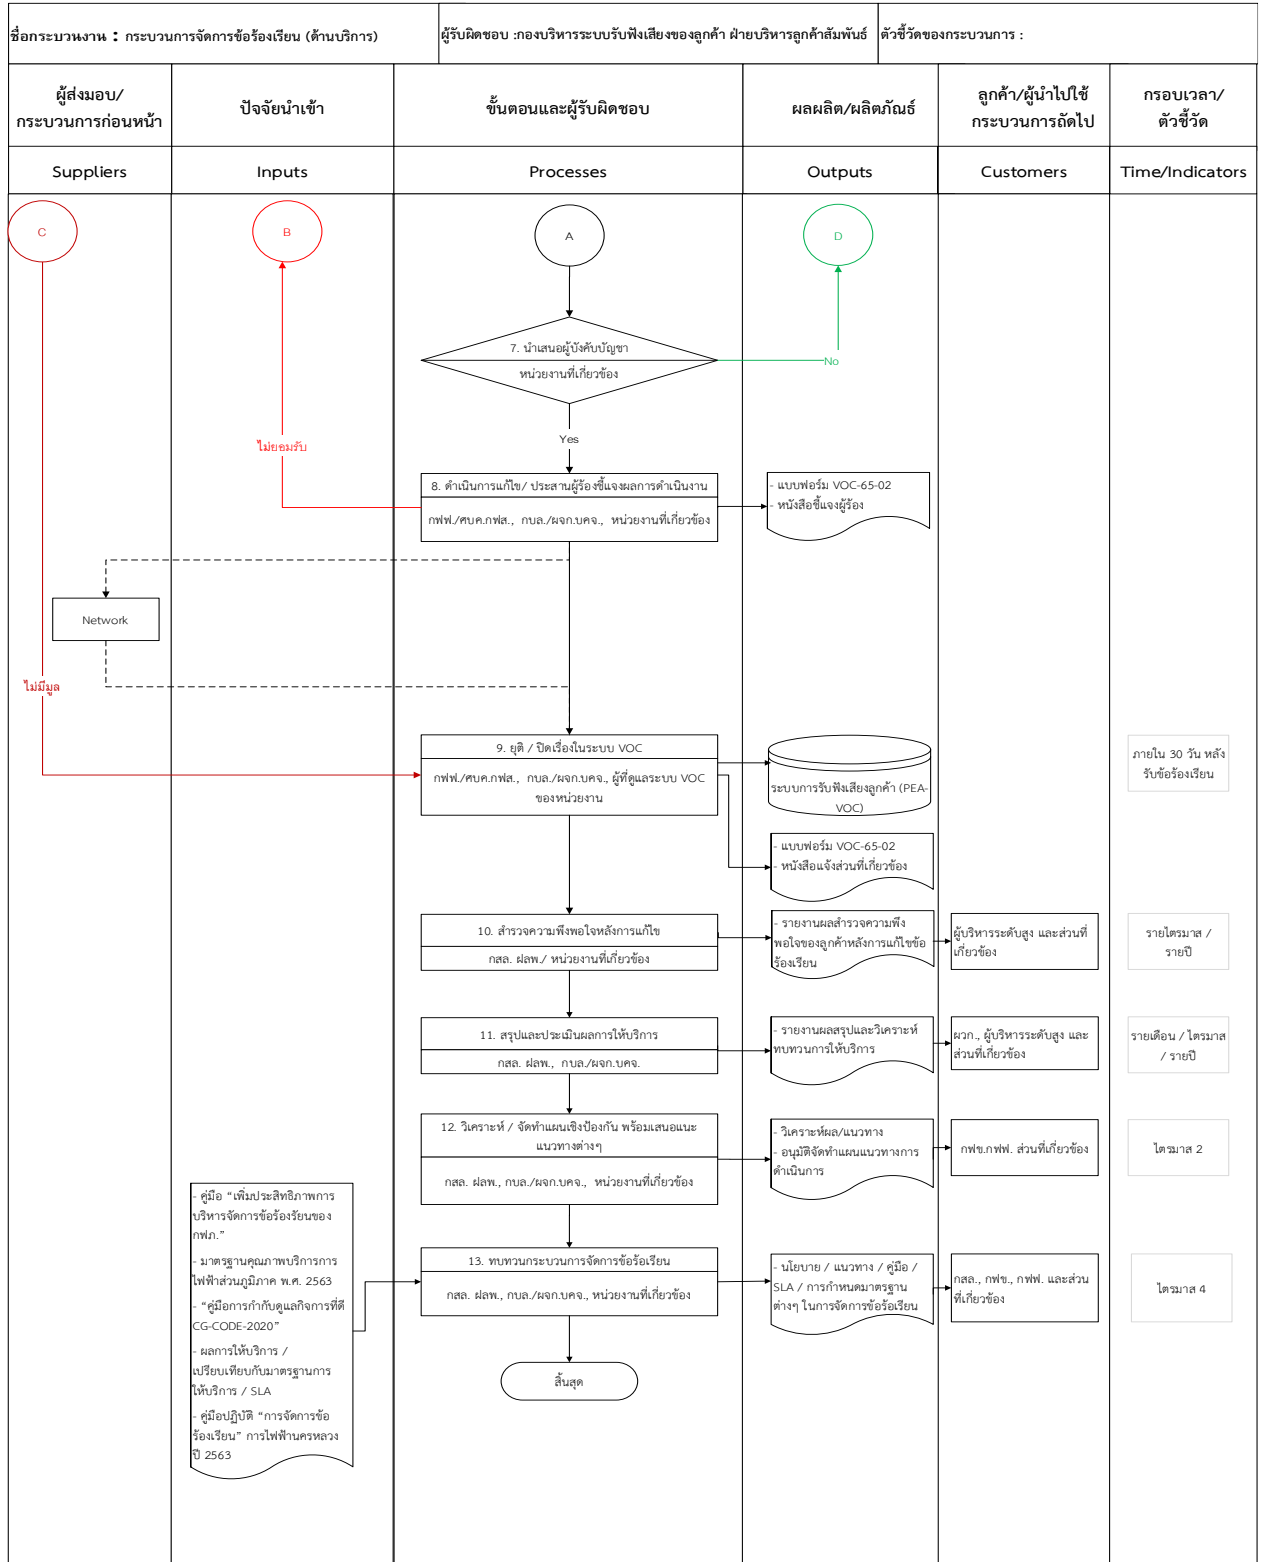 ชื่อกระบวนงาน : กระบวนการจัดการข้อร้องเรียน (ด้านบริการ)
ผู้รับผิดชอบ :กองบริหารระบบรับฟังเสียงของลูกค้า ฝ่ายบริหารลูกค้าสัมพันธ์
ตัวชี้วัดของกระบวนการ :
ผู้ส่งมอบ/
กระบวนการก่อนหน้า
ปัจจัยนำเข้า
ขั้นตอนและผู้รับผิดชอบ
ผลผลิต/ผลิตภัณฑ์
ลูกค้า/ผู้นำไปใช้
กระบวนการถัดไป
กรอบเวลา/
ตัวชี้วัด
Suppliers
Inputs
Processes
Outputs
Customers
Time/Indicators
C
B
A
D
7. นำเสนอผู้บังคับบัญชา
หน่วยงานที่เกี่ยวข้อง
No
Yes
ไม่ยอมรับ
8. ดำเนินการแก้ไข/ ประสานผู้ร้องชี้แจงผลการดำเนินงาน
กฟฟ./ศบค.กฟส., กบล./ผจก.บคจ., หน่วยงานที่เกี่ยวข้อง
- แบบฟอร์ม VOC-65-02
- หนังสือชี้แจงผู้ร้อง
Network
ไม่มีมูล
9. ยุติ / ปิดเรื่องในระบบ VOC
กฟฟ./ศบค.กฟส., กบล./ผจก.บคจ., ผู้ที่ดูแลระบบ VOC
ของหน่วยงาน
ระบบการรับฟังเสียงลูกค้า (PEA-
VOC)
ภายใน 30 วัน หลัง
รับข้อร้องเรียน
- แบบฟอร์ม VOC-65-02
- หนังสือแจ้งส่วนที่เกี่ยวข้อง
10. สำรวจความพึงพอใจหลังการแก้ไข
กสล. ฝลพ./ หน่วยงานที่เกี่ยวข้อง
- รายงานผลสำรวจความพึง
พอใจของลูกค้าหลังการแก้ไขข้อ
ร้องเรียน
ผู้บริหารระดับสูง และส่วนที่
เกี่ยวข้อง
รายไตรมาส /
รายปี
11. สรุปและประเมินผลการให้บริการ
กสล. ฝลพ., กบล./ผจก.บคจ.
- รายงานผลสรุปและวิเคราะห์
ทบทวนการให้บริการ
ผวก., ผู้บริหารระดับสูง และ
ส่วนที่เกี่ยวข้อง
รายเดือน / ไตรมาส
/ รายปี
12. วิเคราะห์ / จัดทำแผนเชิงป้องกัน พร้อมเสนอแนะ
แนวทางต่างๆ
กสล. ฝลพ., กบล./ผจก.บคจ., หน่วยงานที่เกี่ยวข้อง
- วิเคราะห์ผล/แนวทาง
- อนุมัติจัดทำแผนแนวทางการ
ดำเนินการ
กฟข.กฟฟ. ส่วนที่เกี่ยวข้อง
ไตรมาส 2
- คู่มือ “เพิ่มประสิทธิภาพการ
บริหารจัดการข้อร้องรัยนของ
กฟภ.”
- มาตรฐานคุณภาพบริการการ
ไฟฟ้าส่วนภูมิภาค พ.ศ. 2563
- “คู่มือการกำกับดูแลกิจการที่ดี
CG-CODE-2020”
- ผลการให้บริการ /
เปรียบเทียบกับมาตรฐานการ
ให้บริการ / SLA
- คู่มือปฏิบัติ “การจัดการข้อ
ร้องเรียน” การไฟฟ้านครหลวง
ปี 2563
13. ทบทวนกระบวนการจัดการข้อร้อเรียน
กสล. ฝลพ., กบล./ผจก.บคจ., หน่วยงานที่เกี่ยวข้อง
- นโยบาย / แนวทาง / คู่มือ /
SLA / การกำหนดมาตรฐาน
ต่างๆ ในการจัดการข้อร้อเรียน
กสล., กฟข., กฟฟ. และส่วน
ที่เกี่ยวข้อง
ไตรมาส 4
สิ้นสุด